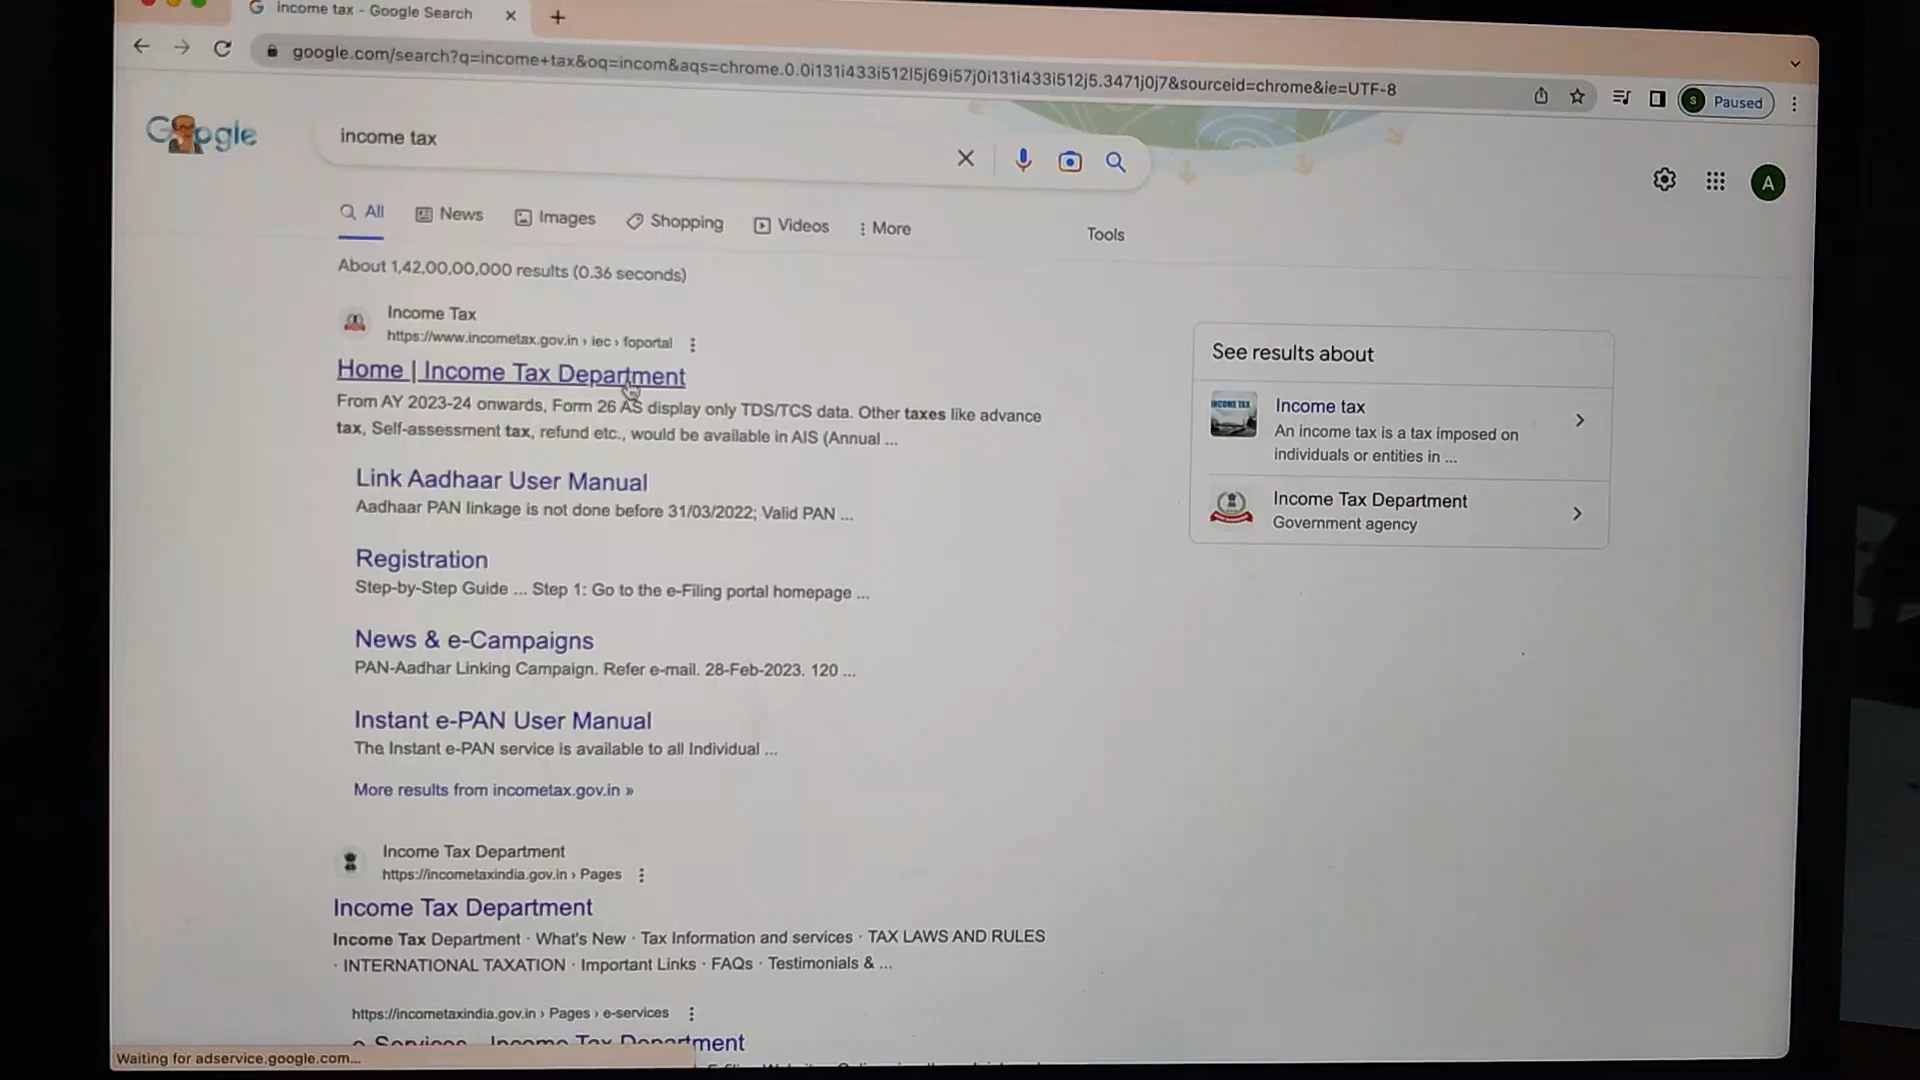 income tax - Google Search
google.com/search?q=income+tax&oq=incom&aqs=chrome.0.0i131i433i512l5j69i57j0i131i433i512j5.3471j0j7&sourceid=chrome&ie=UTF-8
S Paused
Google
income tax
A
All News Images Shopping Videos More Tools
About 1,42,00,00,000 results (0.36 seconds)
Income Tax
https://www.incometax.gov.in › iec › foportal
Home | Income Tax Department
From AY 2023-24 onwards, Form 26 AS display only TDS/TCS data. Other taxes like advance
tax, Self-assessment tax, refund etc., would be available in AIS (Annual ...
Link Aadhaar User Manual
Aadhaar PAN linkage is not done before 31/03/2022; Valid PAN ...
Registration
Step-by-Step Guide ... Step 1: Go to the e-Filing portal homepage ...
News & e-Campaigns
PAN-Aadhar Linking Campaign. Refer e-mail. 28-Feb-2023. 120 ...
Instant e-PAN User Manual
The Instant e-PAN service is available to all Individual ...
More results from incometax.gov.in »
Income Tax Department
https://incometaxindia.gov.in › Pages
Income Tax Department
Income Tax Department · What's New · Tax Information and services · TAX LAWS AND RULES
· INTERNATIONAL TAXATION · Important Links · FAQs · Testimonials & ...
https://incometaxindia.gov.in › Pages › e-services
e-Services - Income Tax Department
Waiting for adservice.google.com...
See results about
INCOME TAX
Income tax
An income tax is a tax imposed on
individuals or entities in ...
Income Tax Department
Government agency